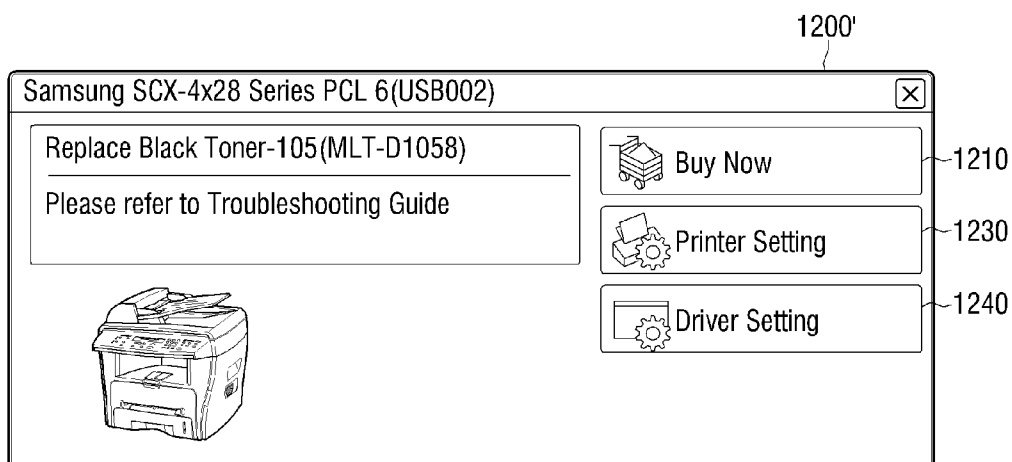 1200'
Samsung SCX-4x28 Series PCL 6(USB002)
Replace Black Toner-105(MLT-D1058)
Please refer to Troubleshooting Guide
Buy Now
1210
Printer Setting
1230
Driver Setting
1240